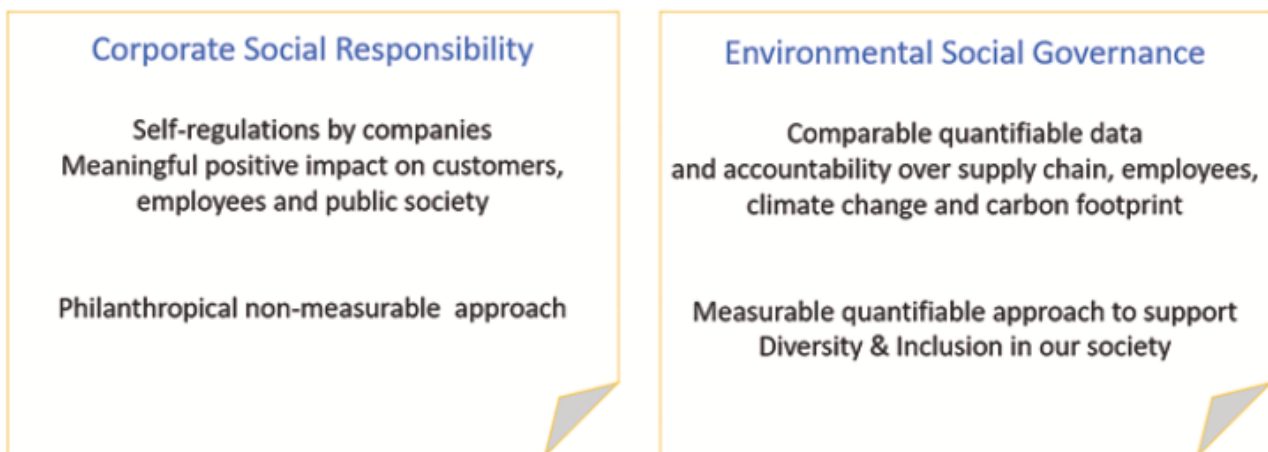 Corporate Social Responsibility
Self-regulations by companies
Meaningful positive impact on customers,
employees and public society
Philanthropical non-measurable approach
Environmental Social Governance
Comparable quantifiable data
and accountability over supply chain, employees,
climate change and carbon footprint
Measurable quantifiable approach to support
Diversity & Inclusion in our society